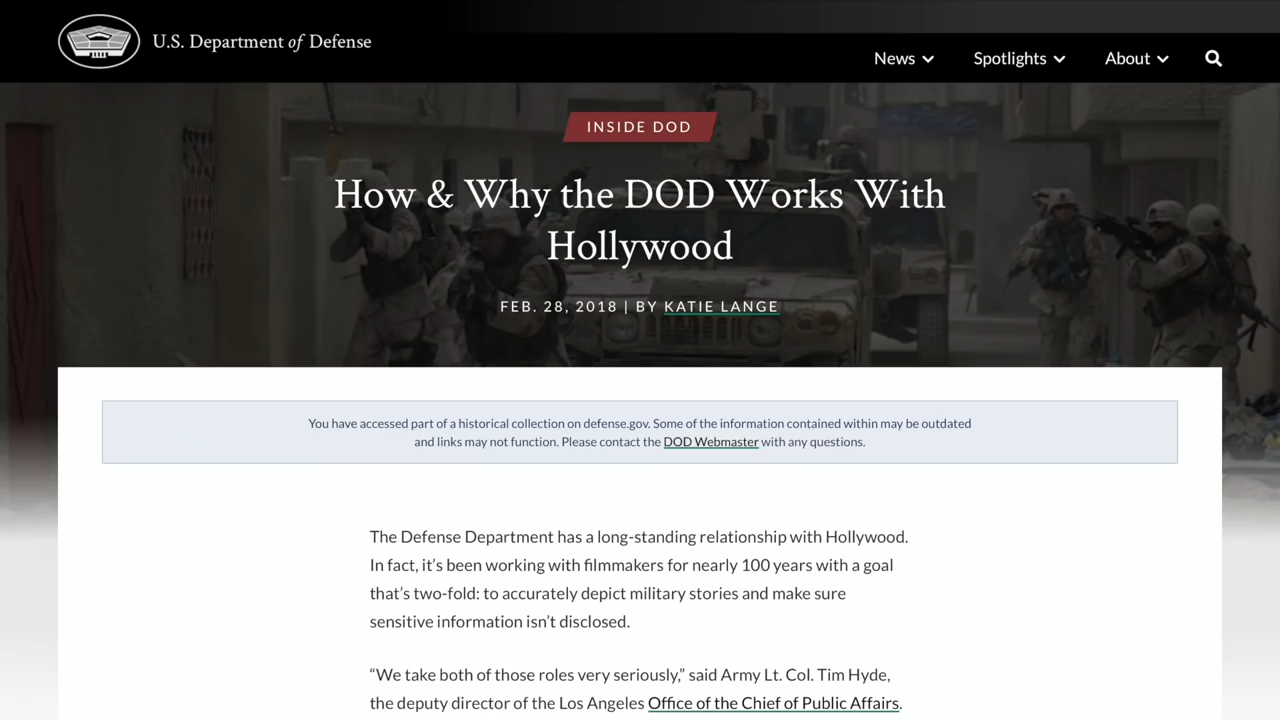 U.S. Department of Defense
News
Spotlights
About
INSIDE DOD
How & Why the DOD Works With
Hollywood
FEB. 28, 2018 | BY KATIE LANGE
You have accessed part of a historical collection on defense.gov. Some of the information contained within may be outdated
and links may not function. Please contact the DOD Webmaster with any questions.
The Defense Department has a long-standing relationship with Hollywood.
In fact, it’s been working with filmmakers for nearly 100 years with a goal
that’s two-fold: to accurately depict military stories and make sure
sensitive information isn’t disclosed.
“We take both of those roles very seriously,” said Army Lt. Col. Tim Hyde,
the deputy director of the Los Angeles Office of the Chief of Public Affairs.